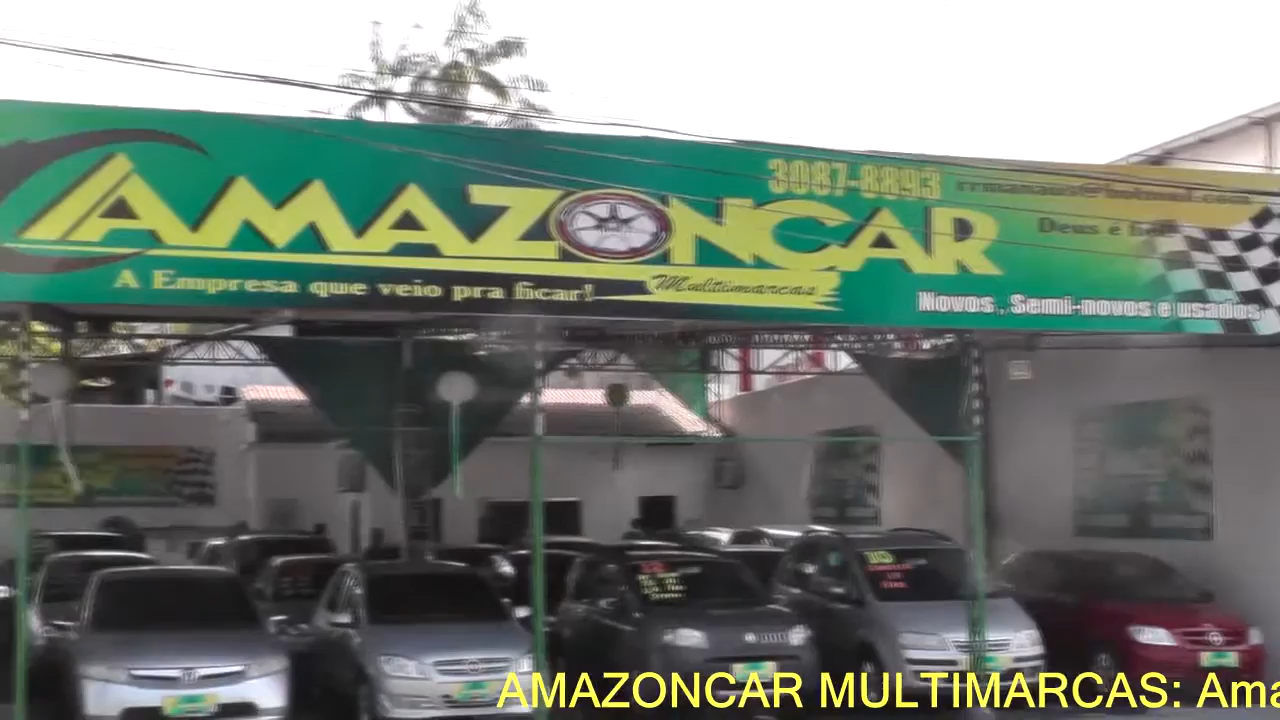 AMAZONCAR
3087-8893
Deus é fiel
A Empresa que veio pra ficar!
Multimarcas
Novos, Semi-novos e usados
AMAZONCAR MULTIMARCAS: Ama